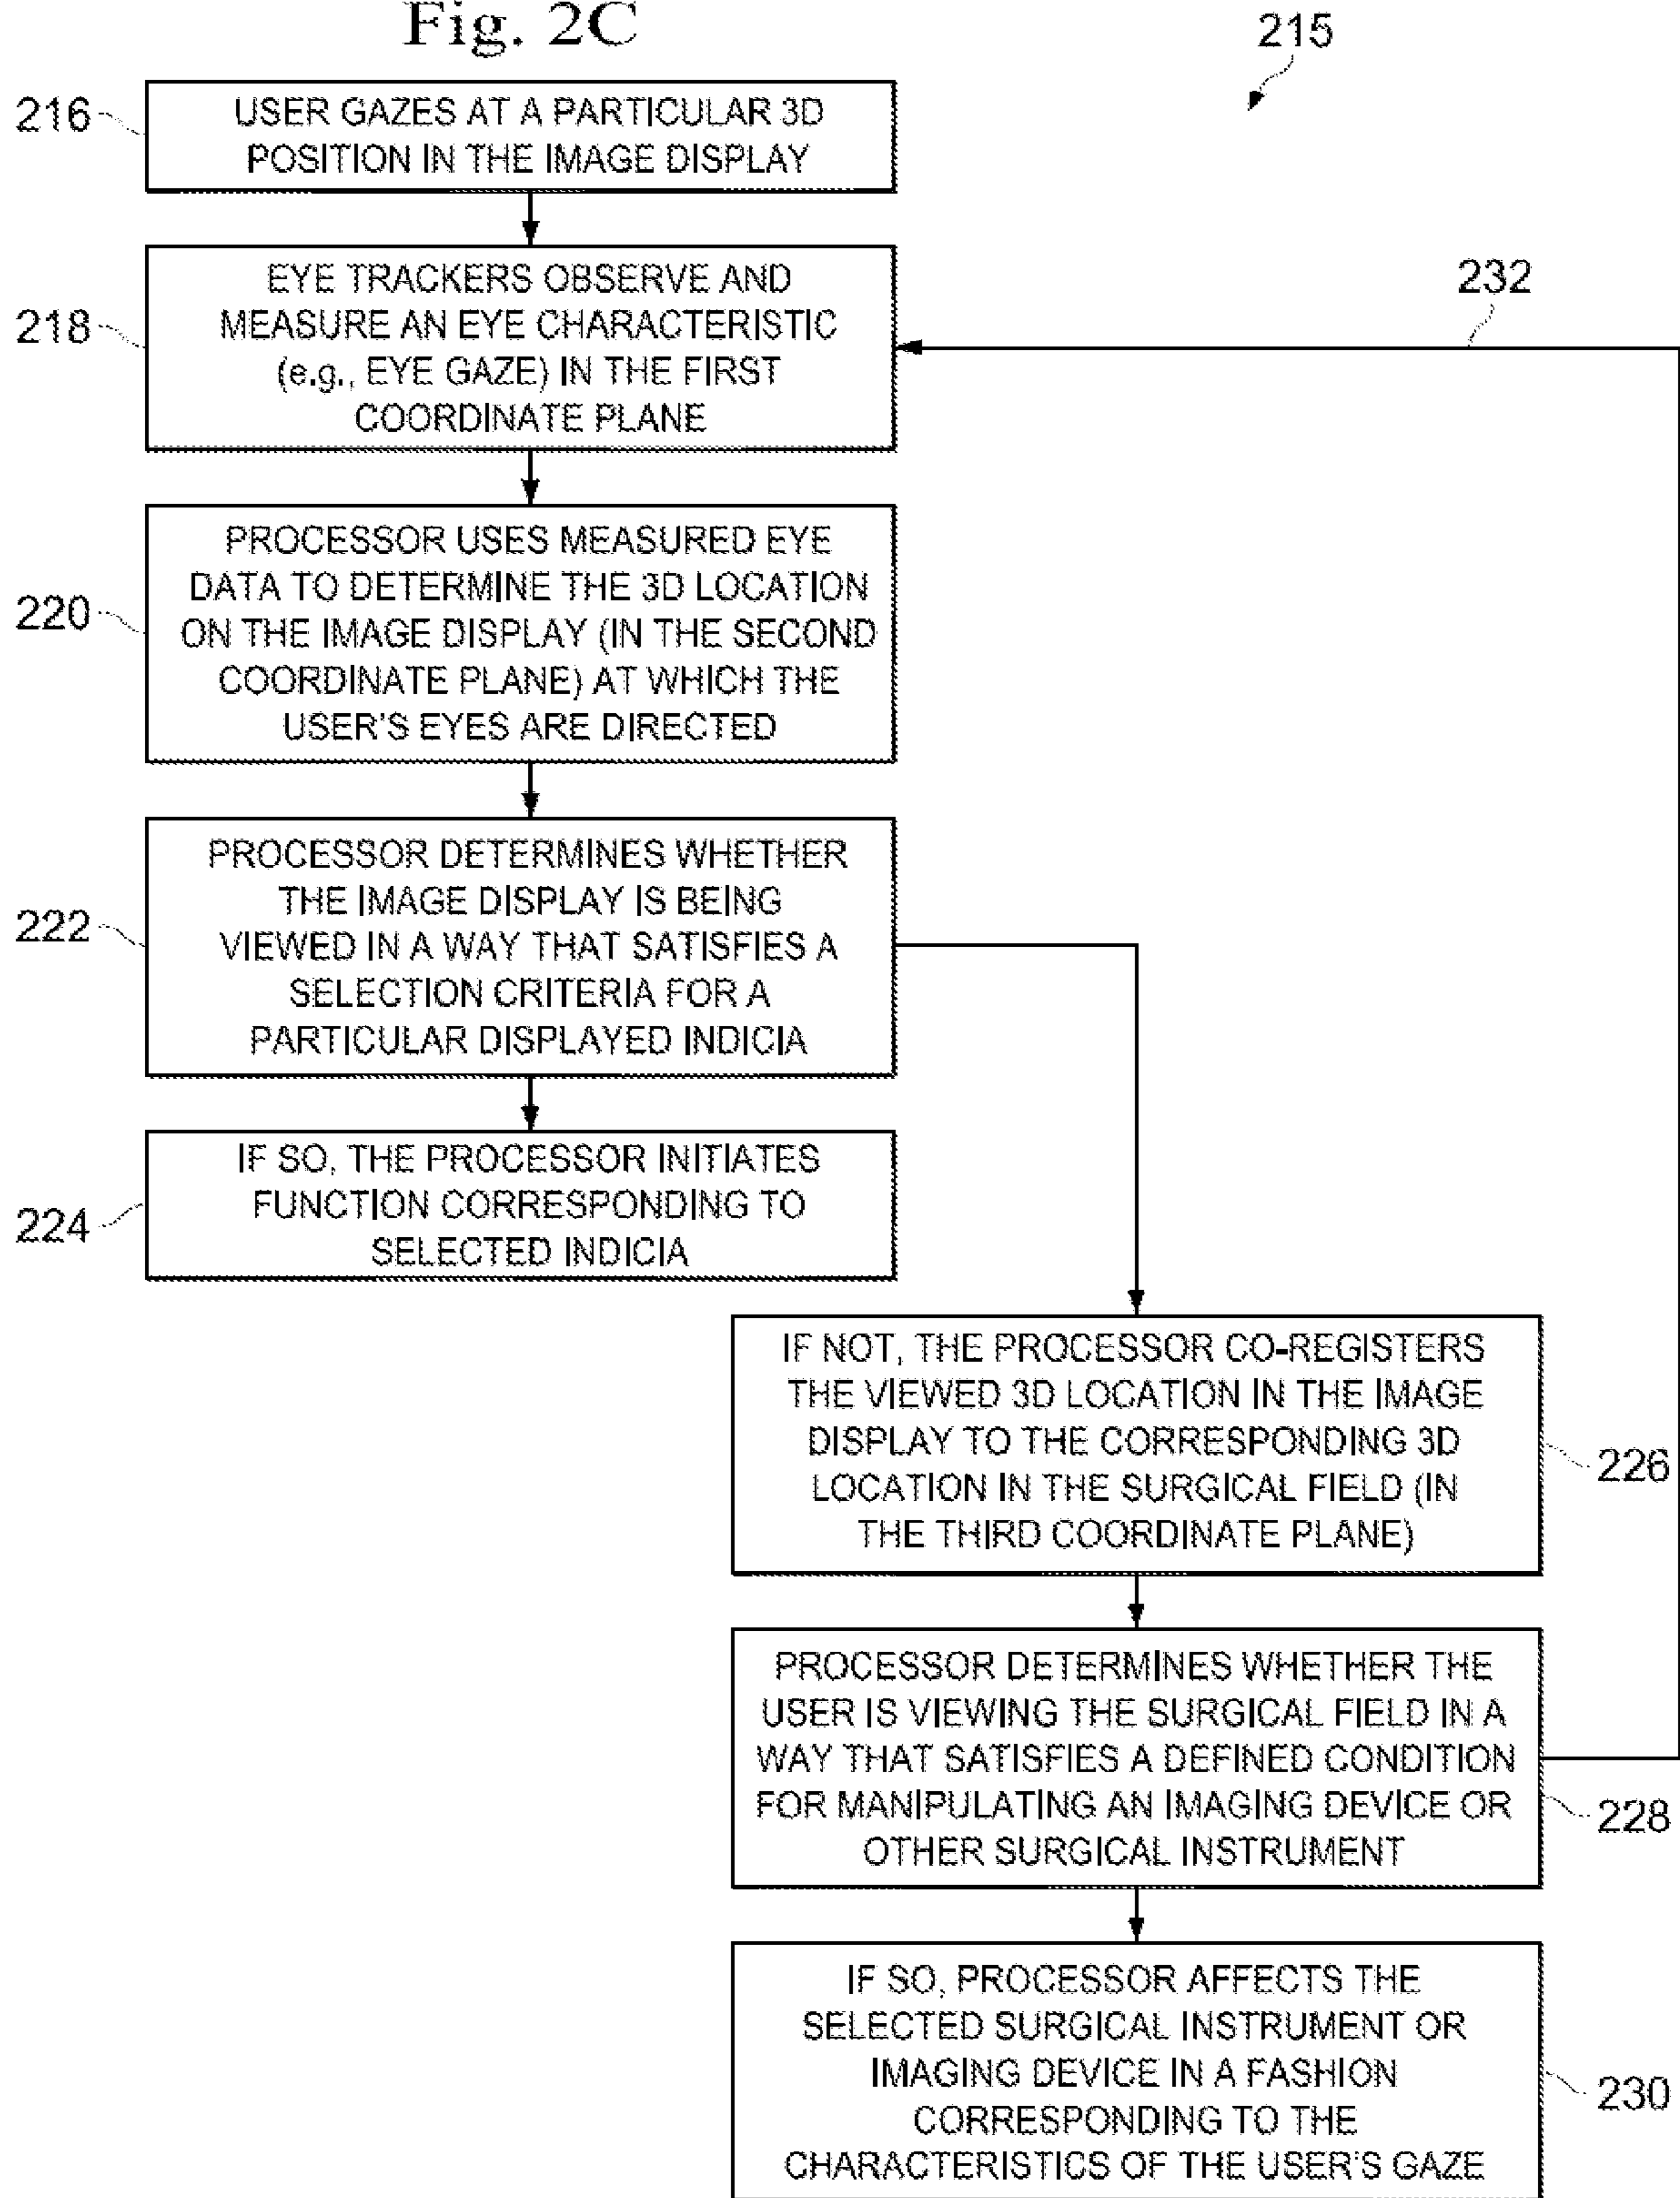 Fig. 2C
215
216
USER GAZES AT A PARTICULAR 3D
POSITION IN THE IMAGE DISPLAY
218
EYE TRACKERS OBSERVE AND
MEASURE AN EYE CHARACTERISTIC
(e.g., EYE GAZE) IN THE FIRST
COORDINATE PLANE
232
220
PROCESSOR USES MEASURED EYE
DATA TO DETERMINE THE 3D LOCATION
ON THE IMAGE DISPLAY (IN THE SECOND
COORDINATE PLANE) AT WHICH THE
USER'S EYES ARE DIRECTED
222
PROCESSOR DETERMINES WHETHER
THE IMAGE DISPLAY IS BEING
VIEWED IN A WAY THAT SATISFIES A
SELECTION CRITERIA FOR A
PARTICULAR DISPLAYED INDICIA
224
IF SO, THE PROCESSOR INITIATES
FUNCTION CORRESPONDING TO
SELECTED INDICIA
IF NOT, THE PROCESSOR CO-REGISTERS
THE VIEWED 3D LOCATION IN THE IMAGE
DISPLAY TO THE CORRESPONDING 3D
LOCATION IN THE SURGICAL FIELD (IN
THE THIRD COORDINATE PLANE)
226
PROCESSOR DETERMINES WHETHER THE
USER IS VIEWING THE SURGICAL FIELD IN A
WAY THAT SATISFIES A DEFINED CONDITION
FOR MANIPULATING AN IMAGING DEVICE OR
OTHER SURGICAL INSTRUMENT
228
IF SO, PROCESSOR AFFECTS THE
SELECTED SURGICAL INSTRUMENT OR
IMAGING DEVICE IN A FASHION
CORRESPONDING TO THE
CHARACTERISTICS OF THE USER'S GAZE
230